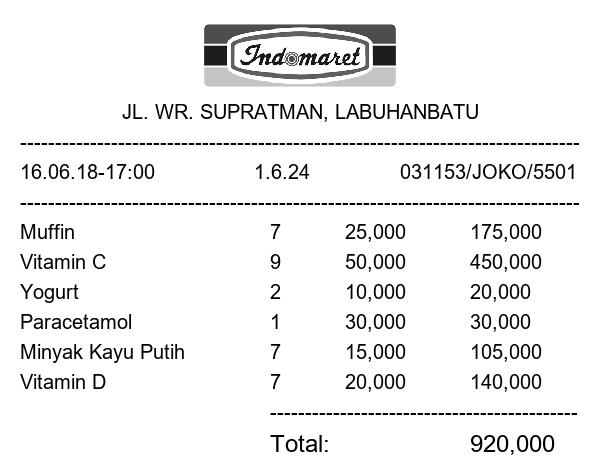 Indomaret
JL. WR. SUPRATMAN, LABUHANBATU
--------------------------------------------------------------------------------
16.06.18-17:00 1.6.24 031153/JOKO/5501
--------------------------------------------------------------------------------
Muffin 7 25,000 175,000
Vitamin C 9 50,000 450,000
Yogurt 2 10,000 20,000
Paracetamol 1 30,000 30,000
Minyak Kayu Putih 7 15,000 105,000
Vitamin D 7 20,000 140,000
--------------------------------------------
Total: 920,000